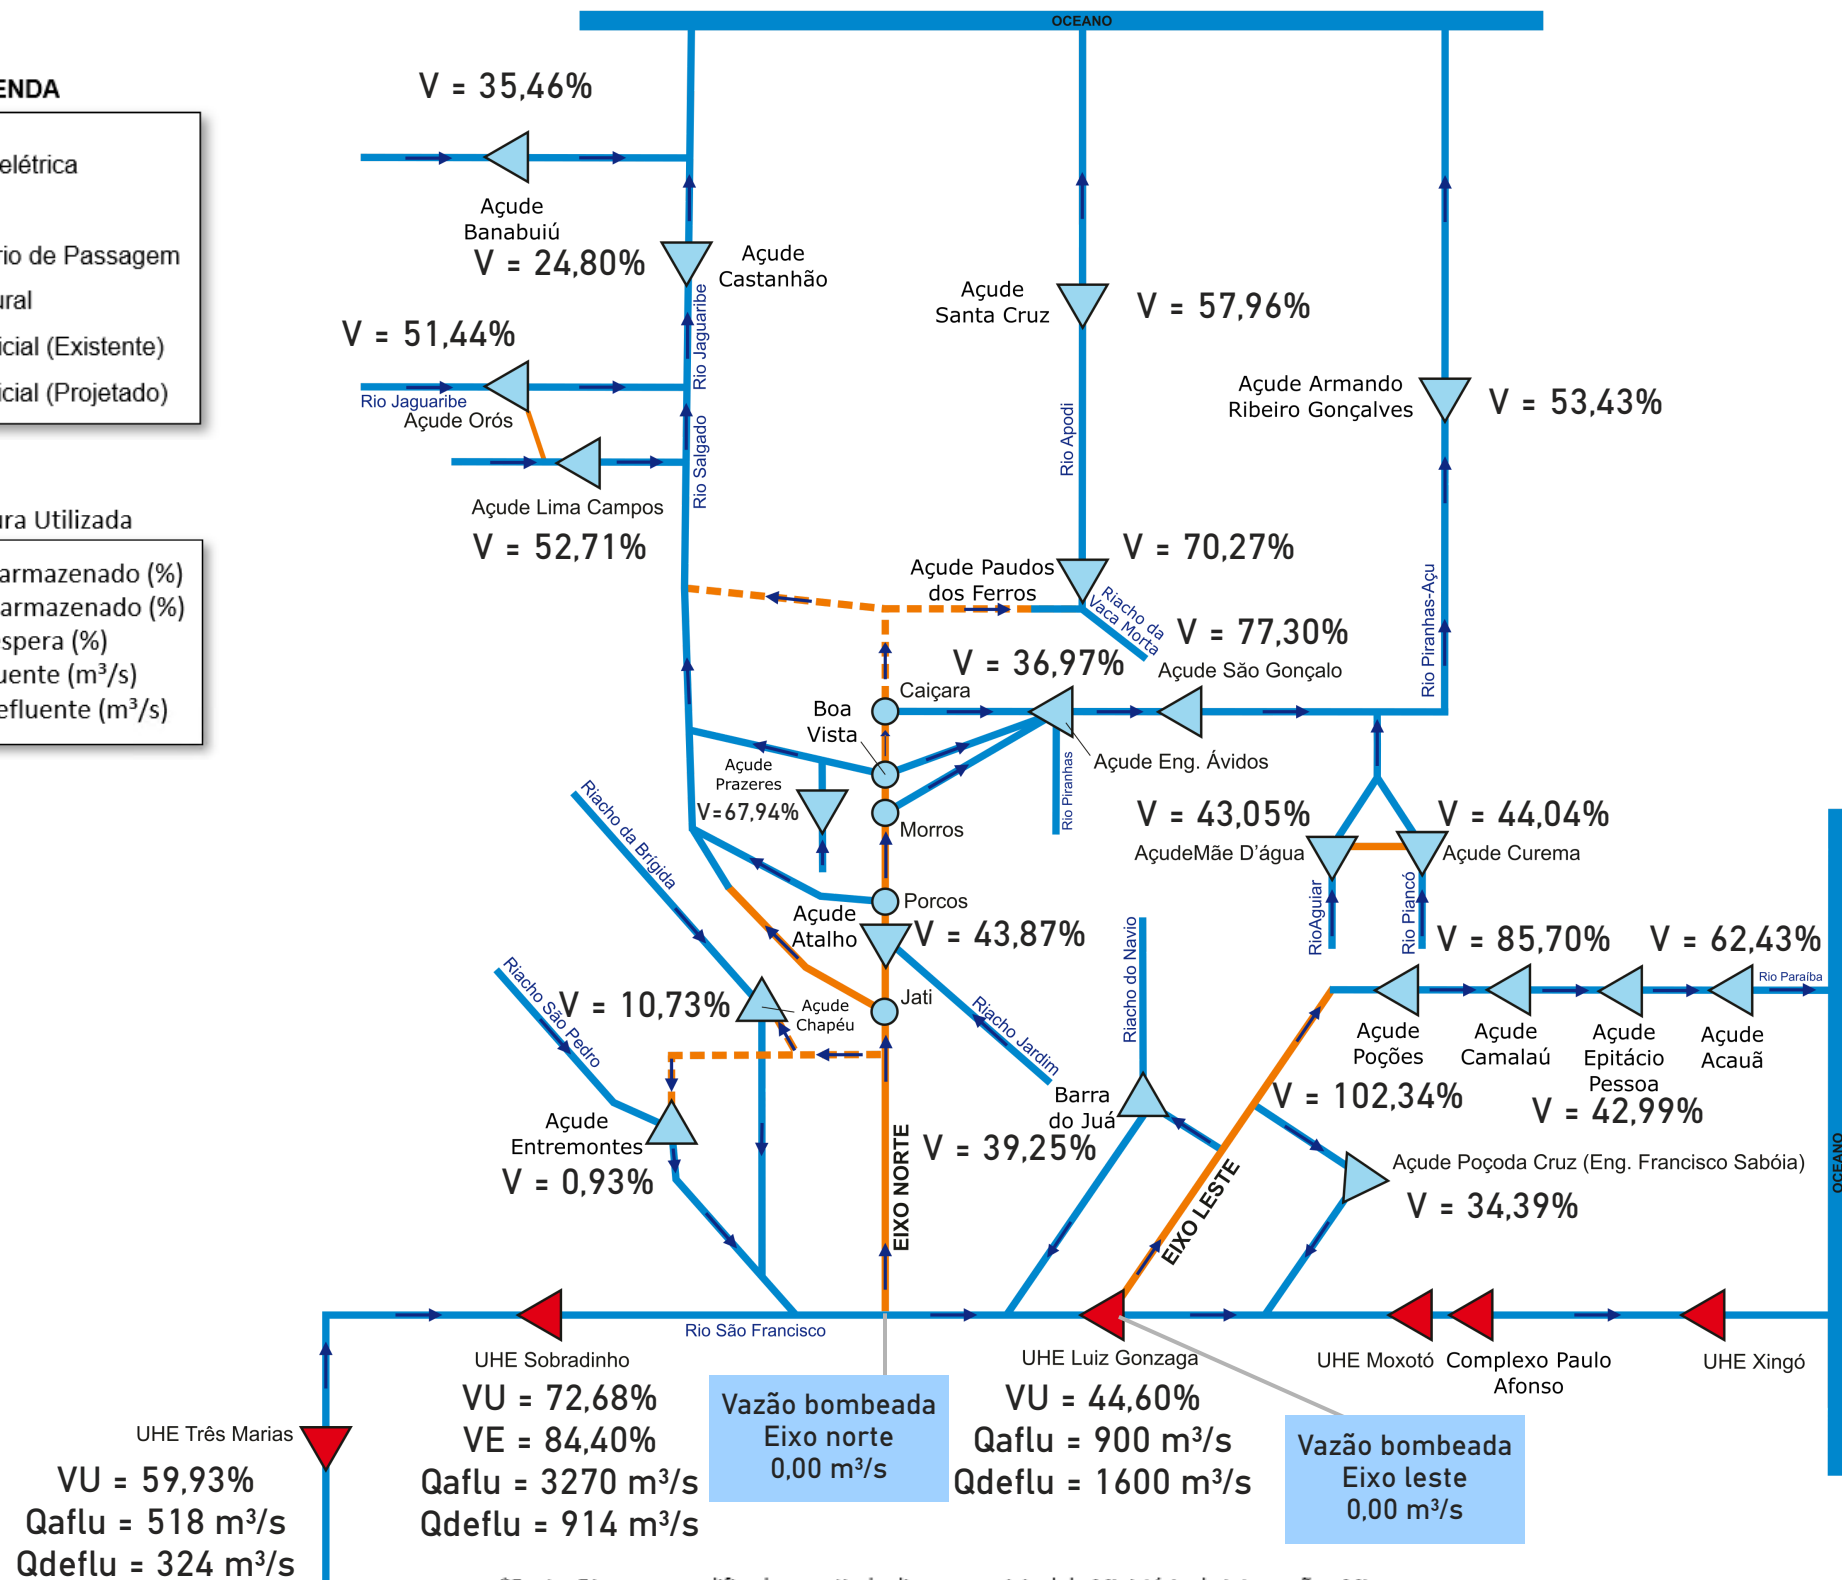 OCEANO
V = 35,46%
ENDA
elétrica
rio de Passagem
ural
icial (Existente)
icial (Projetado)
Açude
Banabuiú
V = 24,80%
Açude
Castanhão
Rio Jaguaribe
V = 51,44%
Rio Jaguaribe
Açude Orós
Rio Salgado
Açude Lima Campos
V = 52,71%
Açude
Santa Cruz
V = 57,96%
Rio Apodi
Açude Armando
Ribeiro Gonçalves
V = 53,43%
Rio Piranhas-Açu
ura Utilizada
armazenado (%)
armazenado (%)
espera (%)
uente (m³/s)
efluente (m³/s)
Açude Paudos
dos Ferros
V = 70,27%
Riacho da
Vaca Morta
V = 77,30%
Açude São Gonçalo
V = 36,97%
Caiçara
Boa
Vista
Açude Eng. Ávidos
Rio Piranhas
Açude
Prazeres
V=67,94%
Morros
V = 43,05%
AçudeMãe D'água
V = 44,04%
Açude Curema
RioAguiar
Rio Piancó
Riacho da Brígida
Porcos
Açude
Atalho
V = 43,87%
Riacho São Pedro
V = 10,73%
Açude
Chapéu
Jati
Riacho Jardim
Riacho do Navio
V = 85,70%
V = 62,43%
Rio Paraíba
Açude
Poções
Açude
Camalaú
Açude
Epitácio
Pessoa
Açude
Acauã
V = 102,34%
V = 42,99%
Barra
do Juá
V = 39,25%
Açude
Entremontes
V = 0,93%
EIXO NORTE
EIXO LESTE
Açude Poçoda Cruz (Eng. Francisco Sabóia)
V = 34,39%
OCEANO
Rio São Francisco
UHE Sobradinho
VU = 72,68%
VE = 84,40%
Qaflu = 3270 m³/s
Qdeflu = 914 m³/s
Vazão bombeada
Eixo norte
0,00 m³/s
UHE Luiz Gonzaga
VU = 44,60%
Qaflu = 900 m³/s
Qdeflu = 1600 m³/s
Vazão bombeada
Eixo leste
0,00 m³/s
UHE Moxotó
Complexo Paulo
Afonso
UHE Xingó
UHE Três Marias
VU = 59,93%
Qaflu = 518 m³/s
Qdeflu = 324 m³/s